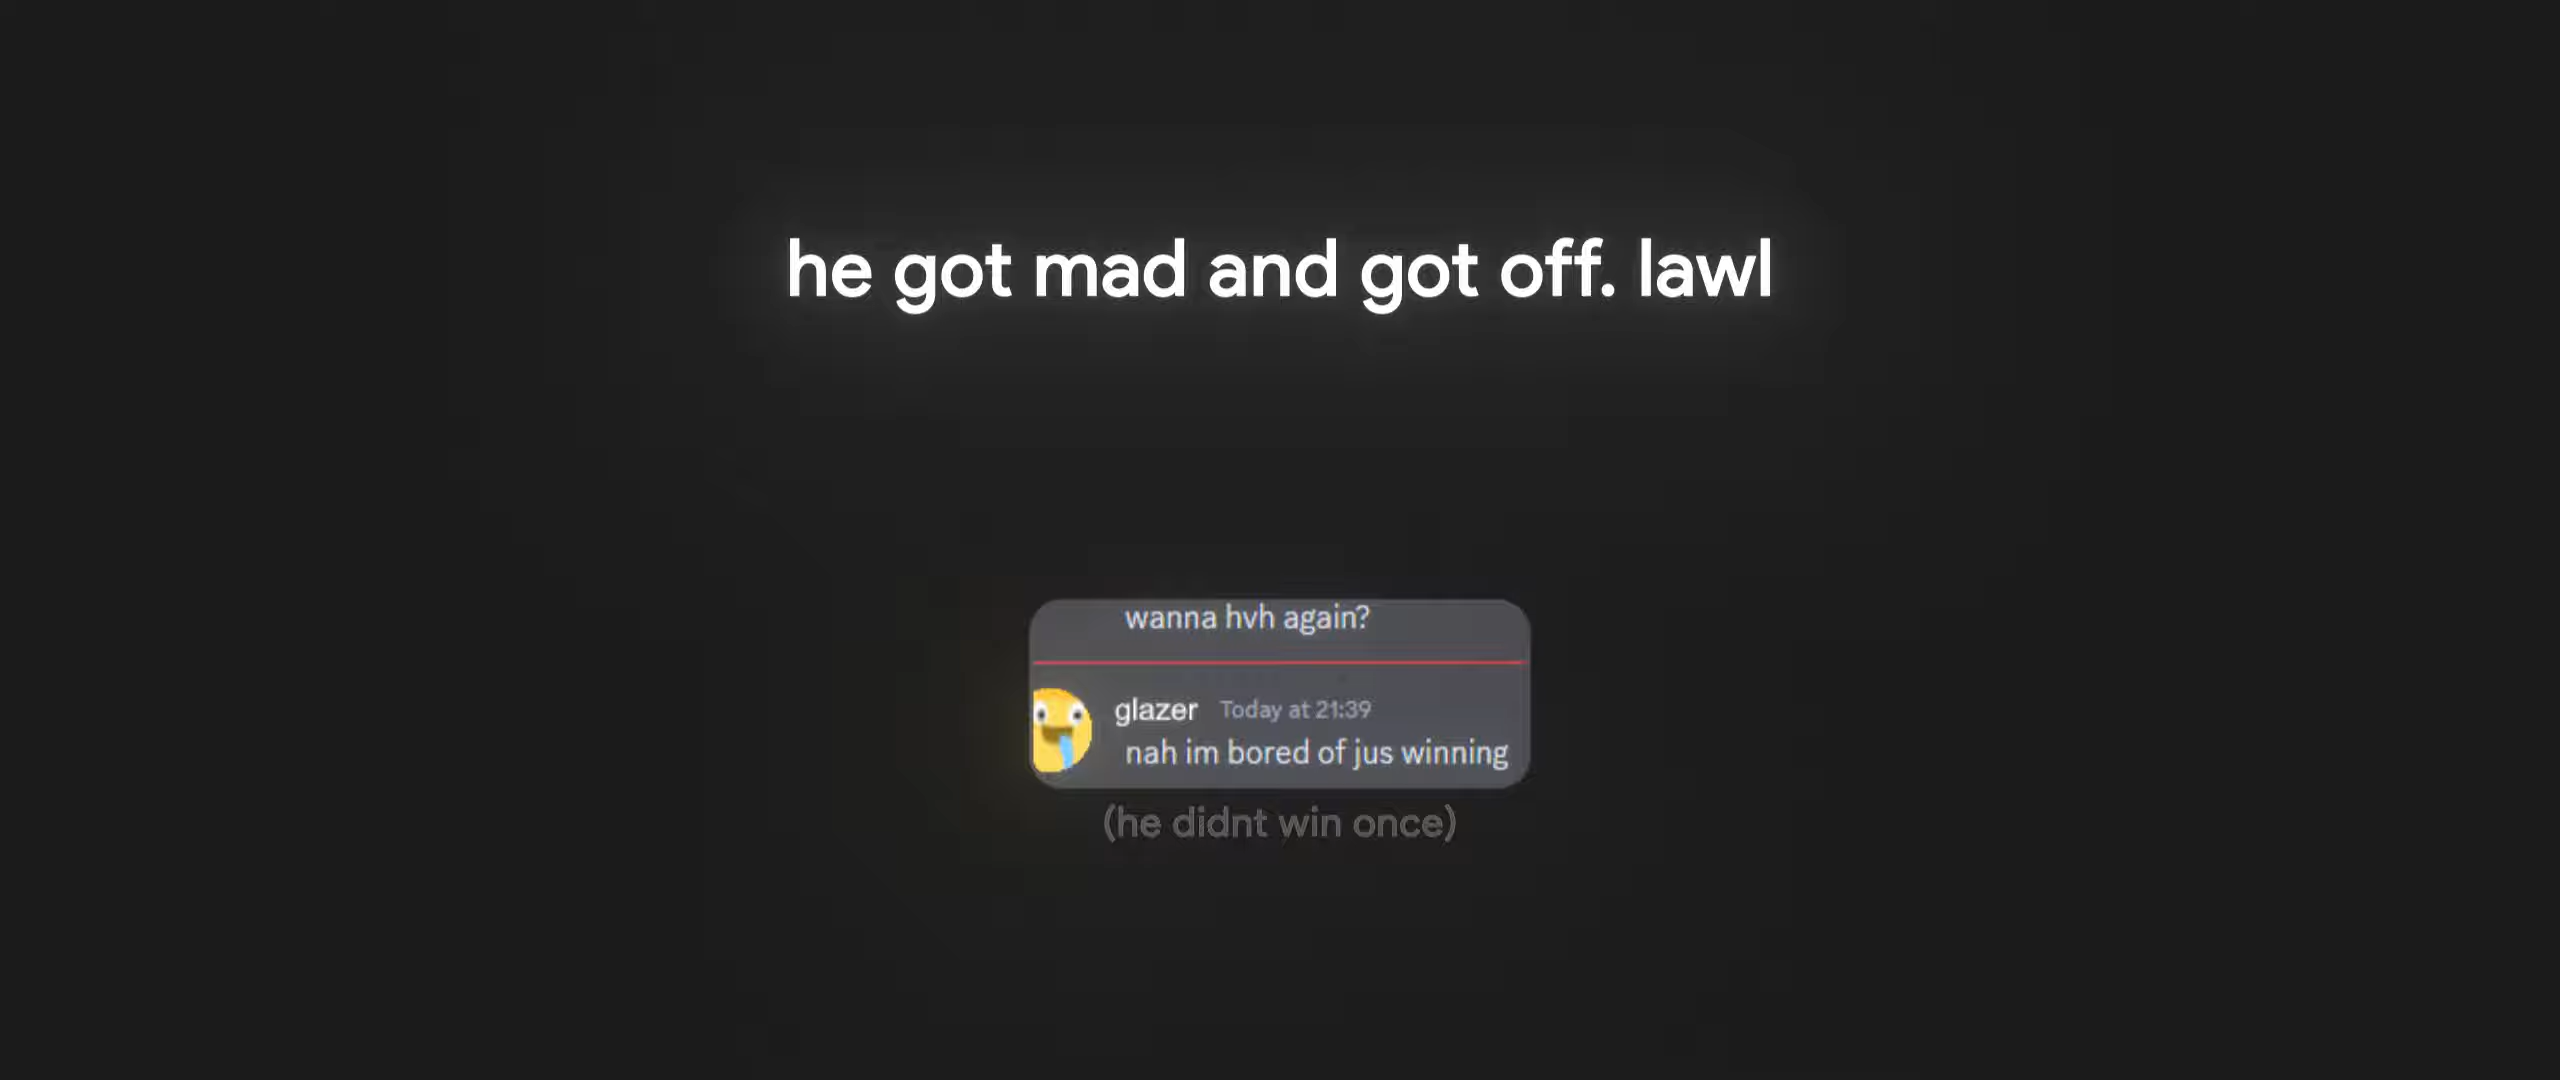 he got mad and got off. lawl
wanna hvh again?
glazer Today at 21:39
nah im bored of jus winning
(he didnt win once)